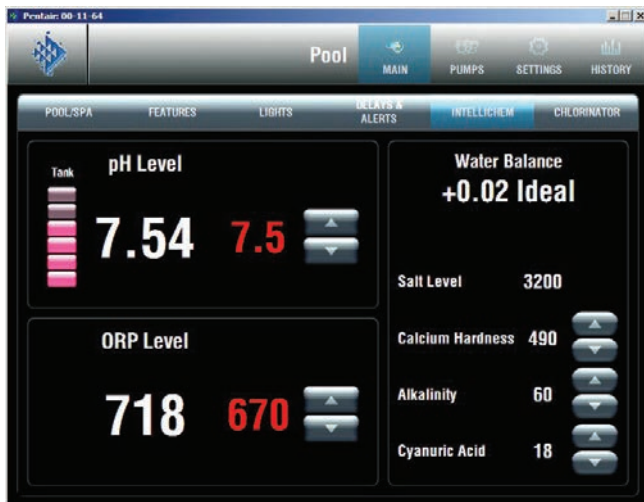 Pentair: 00-11-64
Pool
MAIN
PUMPS
SETTINGS
HISTORY
POOL/SPA
FEATURES
LIGHTS
DELAYS &
ALERTS
INTELLICHEM
CHLORINATOR
Tank
pH Level
7.54 7.5
ORP Level
718 670
Water Balance
+0.02 Ideal
Salt Level 3200
Calcium Hardness 490
Alkalinity 60
Cyanuric Acid 18